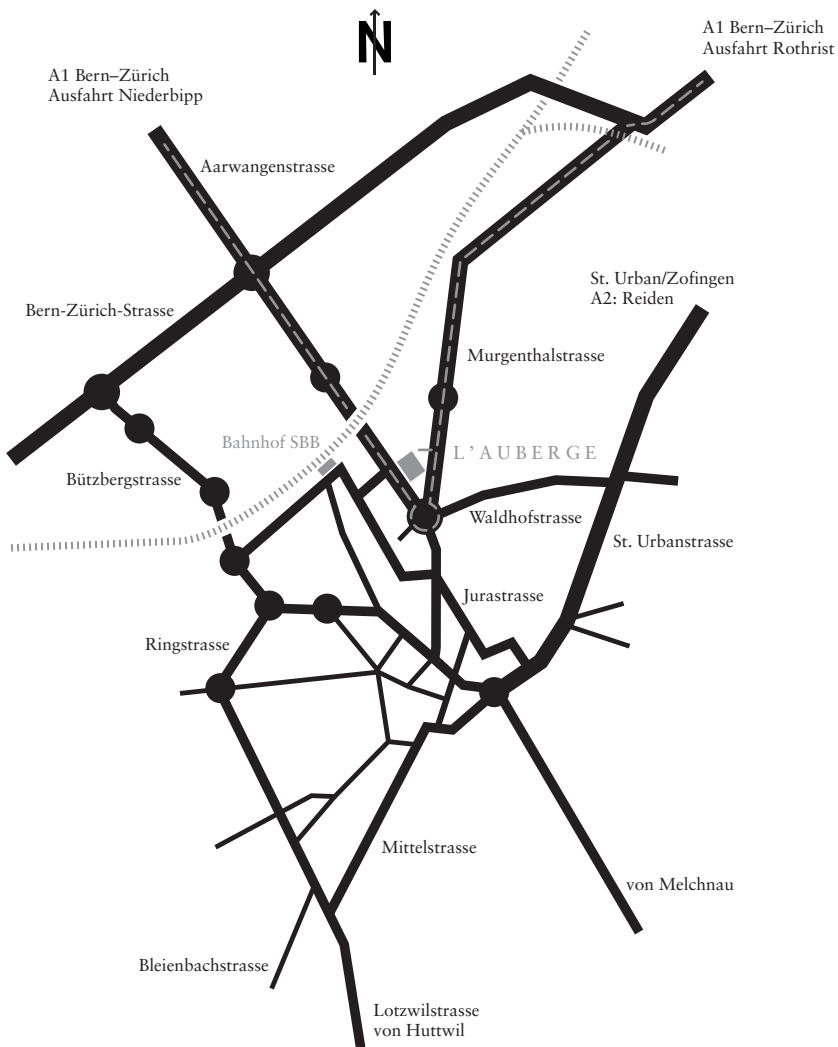 N
A1 Bern–Zürich
Ausfahrt Rothrist
A1 Bern–Zürich
Ausfahrt Niederbipp
Aarwangenstrasse
St. Urban/Zofingen
A2: Reiden
Bern-Zürich-Strasse
Murgenthalstrasse
Bahnhof SBB
L'AUBERGE
Bützbergstrasse
Waldhofstrasse
St. Urbanstrasse
Jurastrasse
Ringstrasse
Mittelstrasse
von Melchnau
Bleienbachstrasse
Lotzwilstrasse
von Huttwil